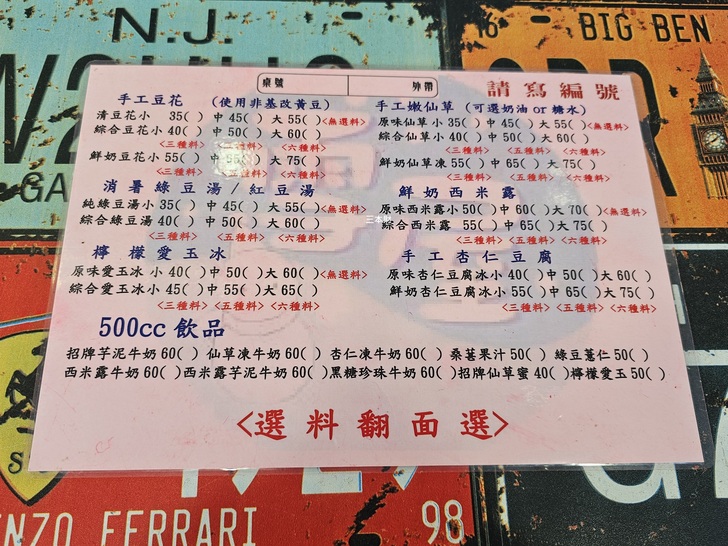 N.J.
16
BIG BEN
桌號 外帶
請寫編號
手工豆花 (使用非基改黃豆)
清豆花小 35( ) 中 45( ) 大 55( )<無選料>
綜合豆花小 40( ) 中 50( ) 大 60( )
<三種料> <五種料> <六種料>
鮮奶豆花小 55( ) 中 65( ) 大 75( )
<三種料> <五種料> <六種料>
消暑綠豆湯/紅豆湯
純綠豆湯小 35( ) 中 45( ) 大 55( )<無選料>
綜合綠豆湯 40( ) 中 50( ) 大 60( )
<三種料> <五種料> <六種料>
檸檬愛玉冰
原味愛玉冰小 40( ) 中 50( ) 大 60( )<無選料>
綜合愛玉冰小 45( ) 中 55( ) 大 65( )
<三種料> <五種料> <六種料>
手工嫩仙草 (可選奶油 or 糖水)
原味仙草小 35( ) 中 45( ) 大 55( )<無選料>
綜合仙草小 40( ) 中 50( ) 大 60( )
<三種料> <五種料> <六種料>
鮮奶仙草凍 55( ) 中 65( ) 大 75( )
<三種料> <五種料> <六種料>
鮮奶西米露
原味西米露小 50( ) 中 60( ) 大 70( )<無選料>
綜合西米露 55( ) 中 65( ) 大 75( )
<三種料> <五種料> <六種料>
手工杏仁豆腐
原味杏仁豆腐冰小 40( ) 中 50( ) 大 60( )
鮮奶杏仁豆腐冰小 55( ) 中 65( ) 大 75( )
<三種料> <五種料> <六種料>
500cc 飲品
招牌芋泥牛奶 60( ) 仙草凍牛奶 60( ) 杏仁凍牛奶 60( ) 桑葚果汁 50( ) 綠豆薏仁 50( )
西米露牛奶 60( )西米露芋泥牛奶 60( )黑糖珍珠牛奶 60( )招牌仙草蜜 40( )檸檬愛玉 50( )
<選料翻面選>
S
ENZO FERRARI
98